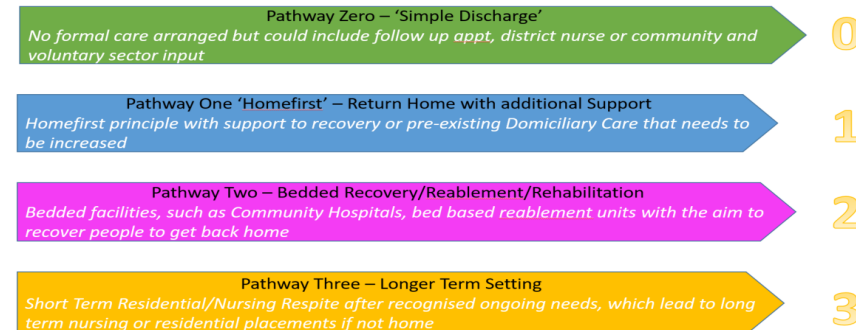 Pathway Zero – ‘Simple Discharge’
No formal care arranged but could include follow up appt, district nurse or community and
voluntary sector input
0
Pathway One ‘Homefirst’ – Return Home with additional Support
Homefirst principle with support to recovery or pre-existing Domiciliary Care that needs to
be increased
1
Pathway Two – Bedded Recovery/Reablement/Rehabilitation
Bedded facilities, such as Community Hospitals, bed based reablement units with the aim to
recover people to get back home
2
Pathway Three – Longer Term Setting
Short Term Residential/Nursing Respite after recognised ongoing needs, which lead to long
term nursing or residential placements if not home
3